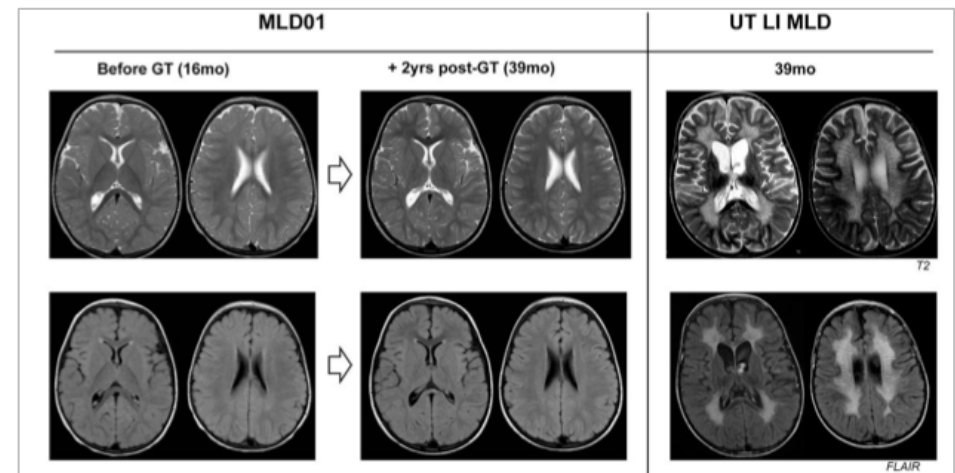 MLD01
UT LI MLD
Before GT (16mo)
+ 2yrs post-GT (39mo)
39mo
T2
FLAIR